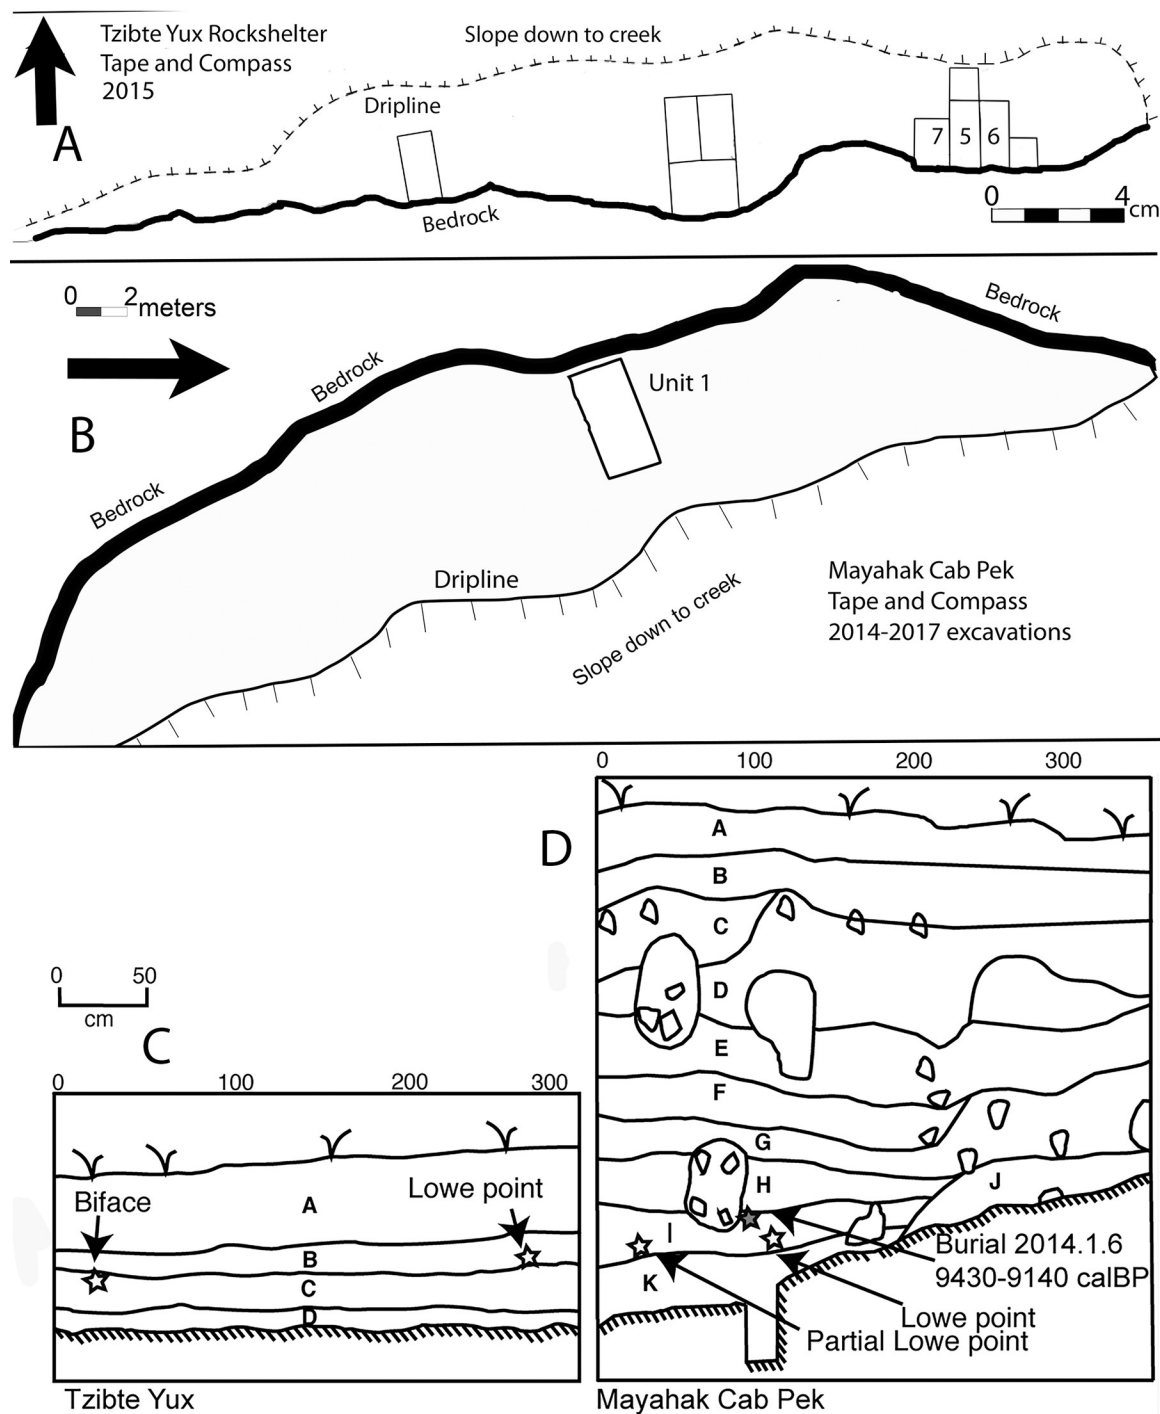 Tzibte Yux Rockshelter
Tape and Compass
2015
Slope down to creek
Dripline
A
7 5 6
0 4
cm
Bedrock
0 2
meters
Bedrock
Bedrock
Unit 1
B
Bedrock
Dripline
Slope down to creek
Mayahak Cab Pek
Tape and Compass
2014-2017 excavations
0 50
cm
C
0 100 200 300
Biface
Lowe point
A
B
C
D
Tzibte Yux
D
0 100 200 300
A
B
C
D
E
F
G
H
J
I
K
Burial 2014.1.6
9430-9140 calBP
Lowe point
Partial Lowe point
Mayahak Cab Pek